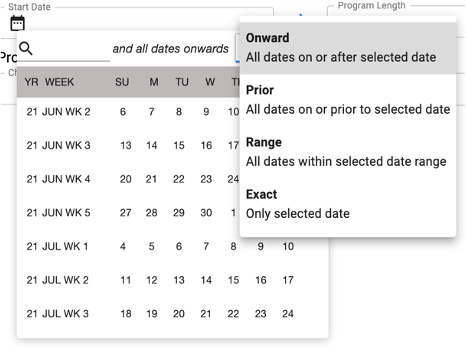 Start Date
Program Length
and all dates onwards
YR WEEK SU M TU W
21 JUN WK 2 6 7 8 9 10
21 JUN WK 3 13 14 15 16 17
21 JUN WK 4 20 21 22 23 24
21 JUN WK 5 27 28 29 30 1
21 JUL WK 1 4 5 6 7 8 9 10
21 JUL WK 2 11 12 13 14 15 16 17
21 JUL WK 3 18 19 20 21 22 23 24
Onward
All dates on or after selected date
Prior
All dates on or prior to selected date
Range
All dates within selected date range
Exact
Only selected date